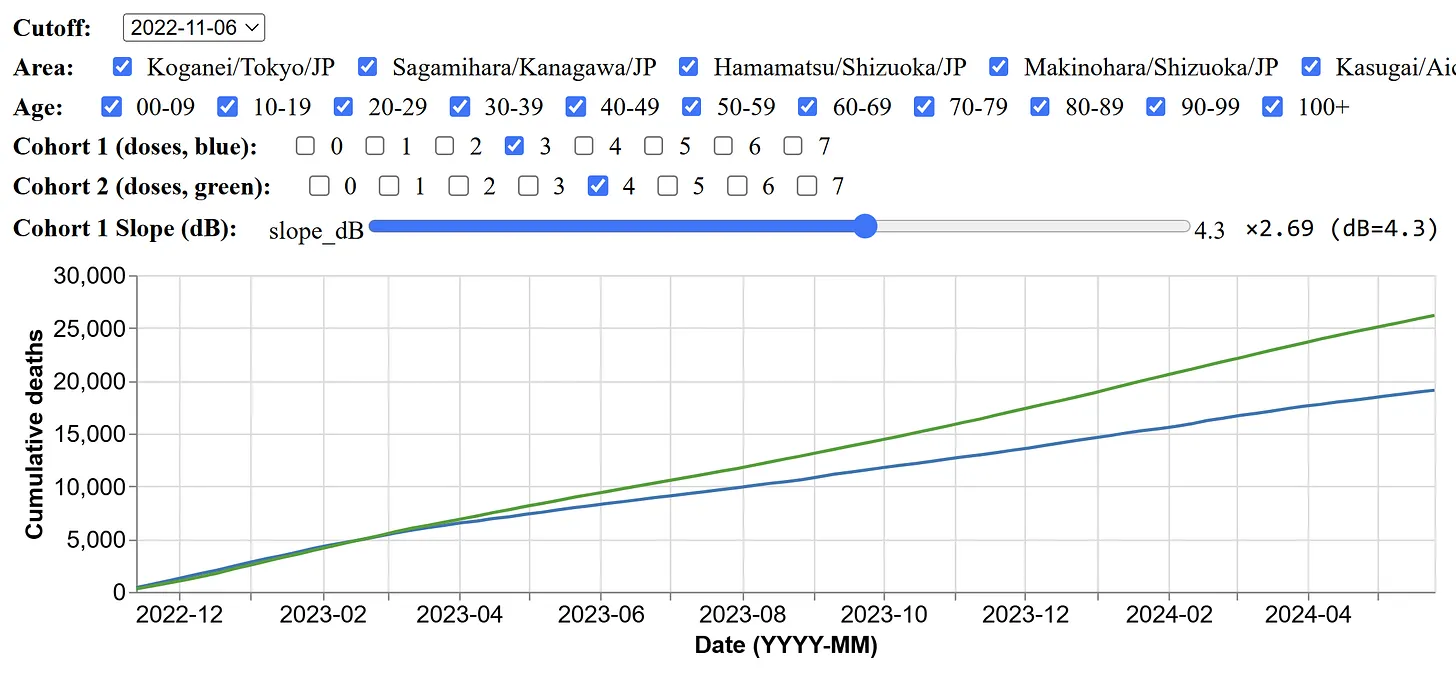 Cutoff: 2022-11-06
Area: Koganei/Tokyo/JP Sagamihara/Kanagawa/JP Hamamatsu/Shizuoka/JP Makinohara/Shizuoka/JP Kasugai/Aic
Age: 00-09 10-19 20-29 30-39 40-49 50-59 60-69 70-79 80-89 90-99 100+
Cohort 1 (doses, blue): 0 1 2 3 4 5 6 7
Cohort 2 (doses, green): 0 1 2 3 4 5 6 7
Cohort 1 Slope (dB): slope_dB 4.3 ×2.69 (dB=4.3)
30,000
25,000
20,000
15,000
10,000
5,000
0
Cumulative deaths
2022-12 2023-02 2023-04 2023-06 2023-08 2023-10 2023-12 2024-02 2024-04
Date (YYYY-MM)